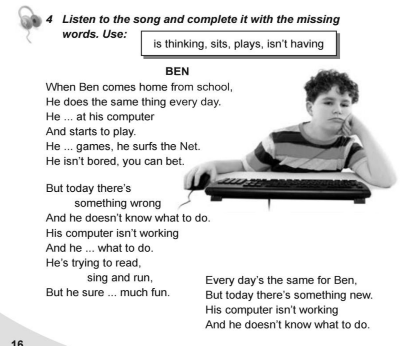 4 Listen to the song and complete it with the missing
words. Use:
is thinking, sits, plays, isn't having
BEN
When Ben comes home from school,
He does the same thing every day.
He ... at his computer
And starts to play.
He ... games, he surfs the Net.
He isn't bored, you can bet.
But today there's
something wrong
And he doesn't know what to do.
His computer isn't working
And he ... what to do.
He's trying to read,
sing and run,
But he sure ... much fun.
Every day's the same for Ben,
But today there's something new.
His computer isn't working
And he doesn't know what to do.
16